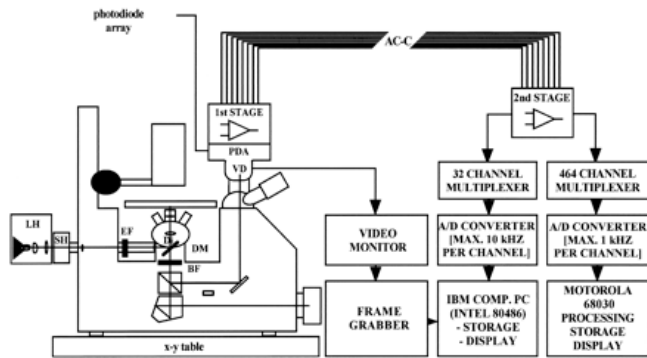 photodiode
array
AC-C
1st STAGE
2nd STAGE
PDA
VD
32 CHANNEL
MULTIPLEXER
464 CHANNEL
MULTIPLEXER
LH
SH
EF
DM
BF
VIDEO
MONITOR
A/D CONVERTER
[MAX. 10 kHZ
PER CHANNEL]
A/D CONVERTER
[MAX. 1 kHZ
PER CHANNEL]
FRAME
GRABBER
IBM COMP. PC
(INTEL 80486)
- STORAGE
- DISPLAY
MOTOROLA
68030
PROCESSING
STORAGE
DISPLAY
x-y table